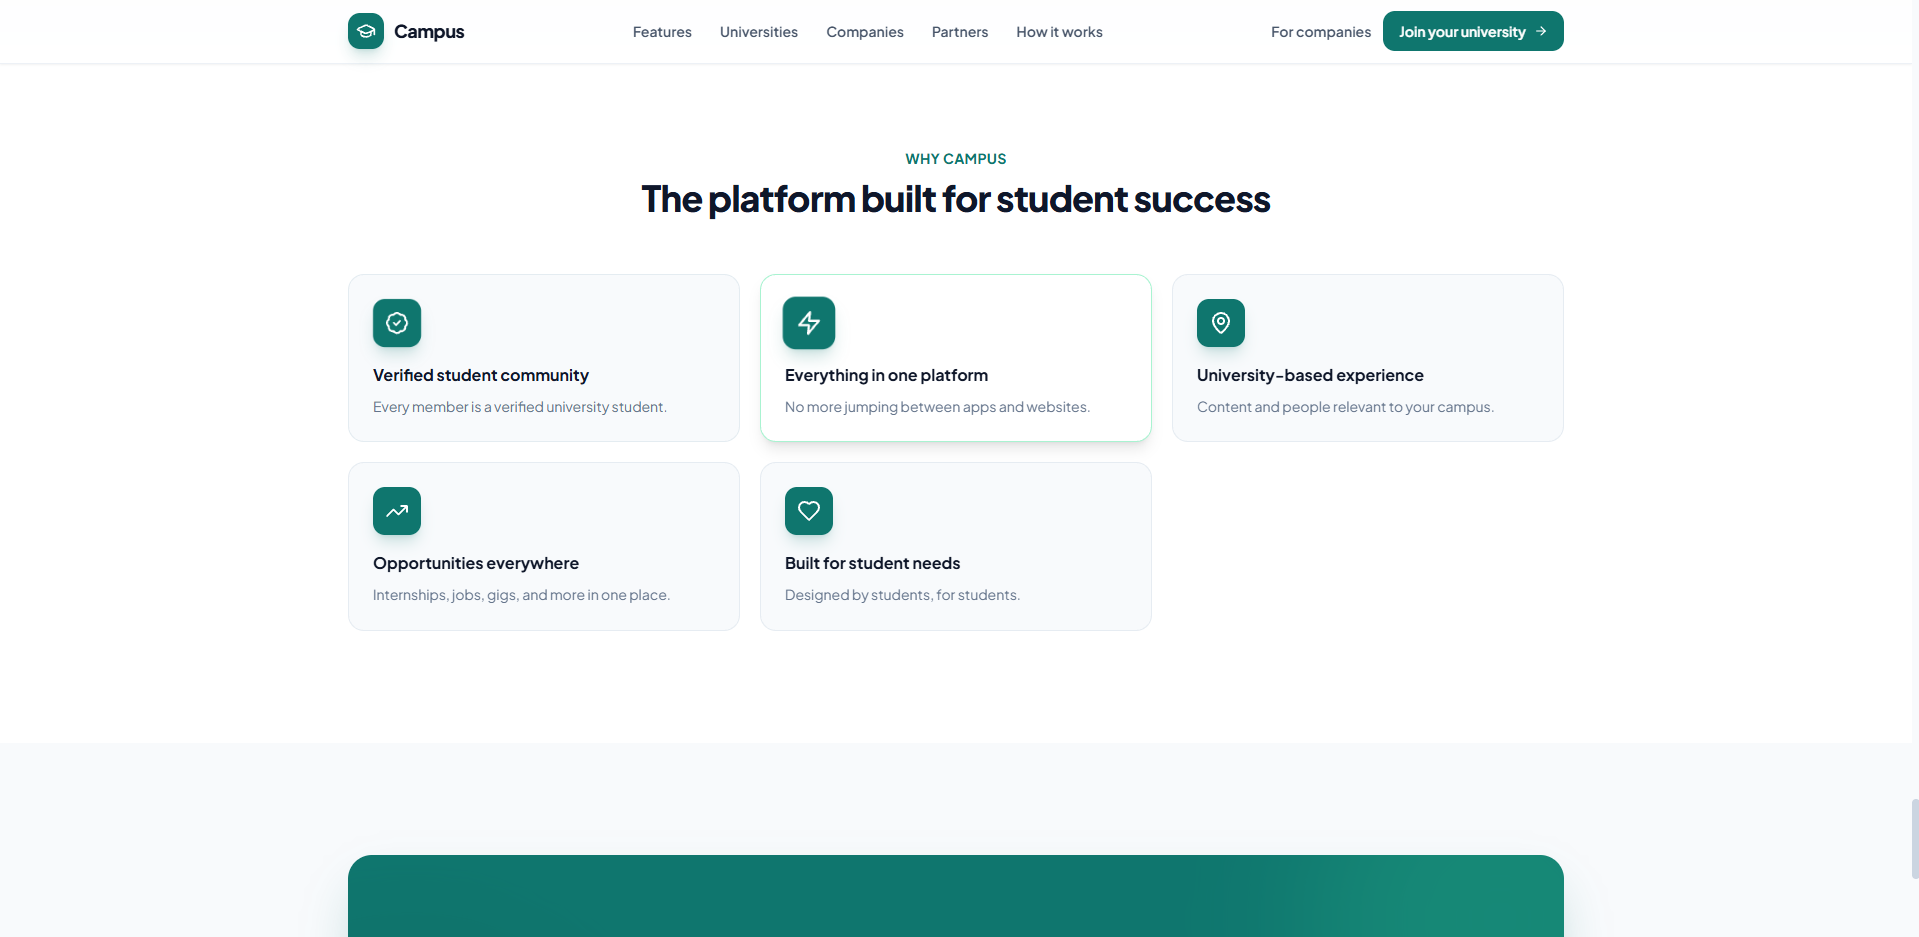 Campus
Features
Universities
Companies
Partners
How it works
For companies
Join your university
WHY CAMPUS
The platform built for student success
Verified student community
Every member is a verified university student.
Everything in one platform
No more jumping between apps and websites.
University-based experience
Content and people relevant to your campus.
Opportunities everywhere
Internships, jobs, gigs, and more in one place.
Built for student needs
Designed by students, for students.